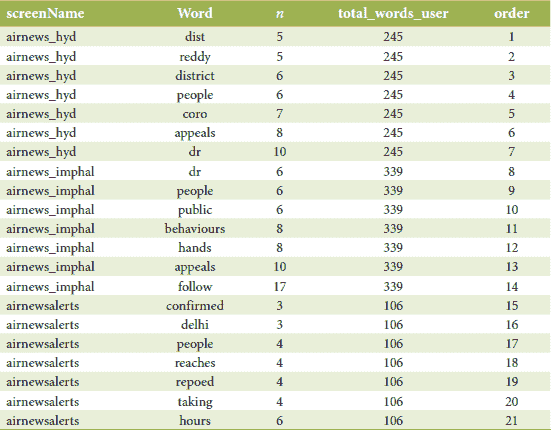 screenName Word n total_words_user order
airnews_hyd dist 5 245 1
airnews_hyd reddy 5 245 2
airnews_hyd district 6 245 3
airnews_hyd people 6 245 4
airnews_hyd coro 7 245 5
airnews_hyd appeals 8 245 6
airnews_hyd dr 10 245 7
airnews_imphal dr 6 339 8
airnews_imphal people 6 339 9
airnews_imphal public 6 339 10
airnews_imphal behaviours 8 339 11
airnews_imphal hands 8 339 12
airnews_imphal appeals 10 339 13
airnews_imphal follow 17 339 14
airnewsalerts confirmed 3 106 15
airnewsalerts delhi 3 106 16
airnewsalerts people 4 106 17
airnewsalerts reaches 4 106 18
airnewsalerts repoed 4 106 19
airnewsalerts taking 4 106 20
airnewsalerts hours 6 106 21